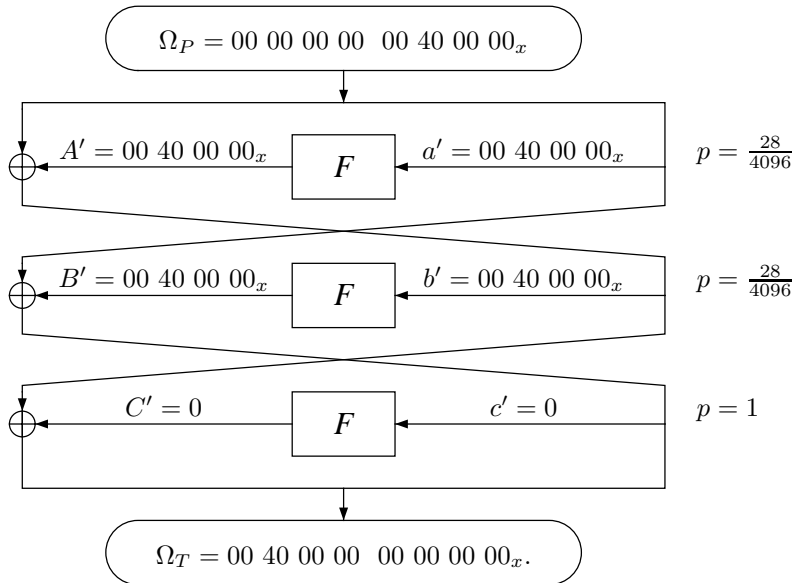 Ω_P = 00 00 00 00 00 40 00 00_x
A′ = 00 40 00 00_x F a′ = 00 40 00 00_x p = 28/4096
B′ = 00 40 00 00_x F b′ = 00 40 00 00_x p = 28/4096
C′ = 0 F c′ = 0 p = 1
Ω_T = 00 40 00 00 00 00 00 00_x.